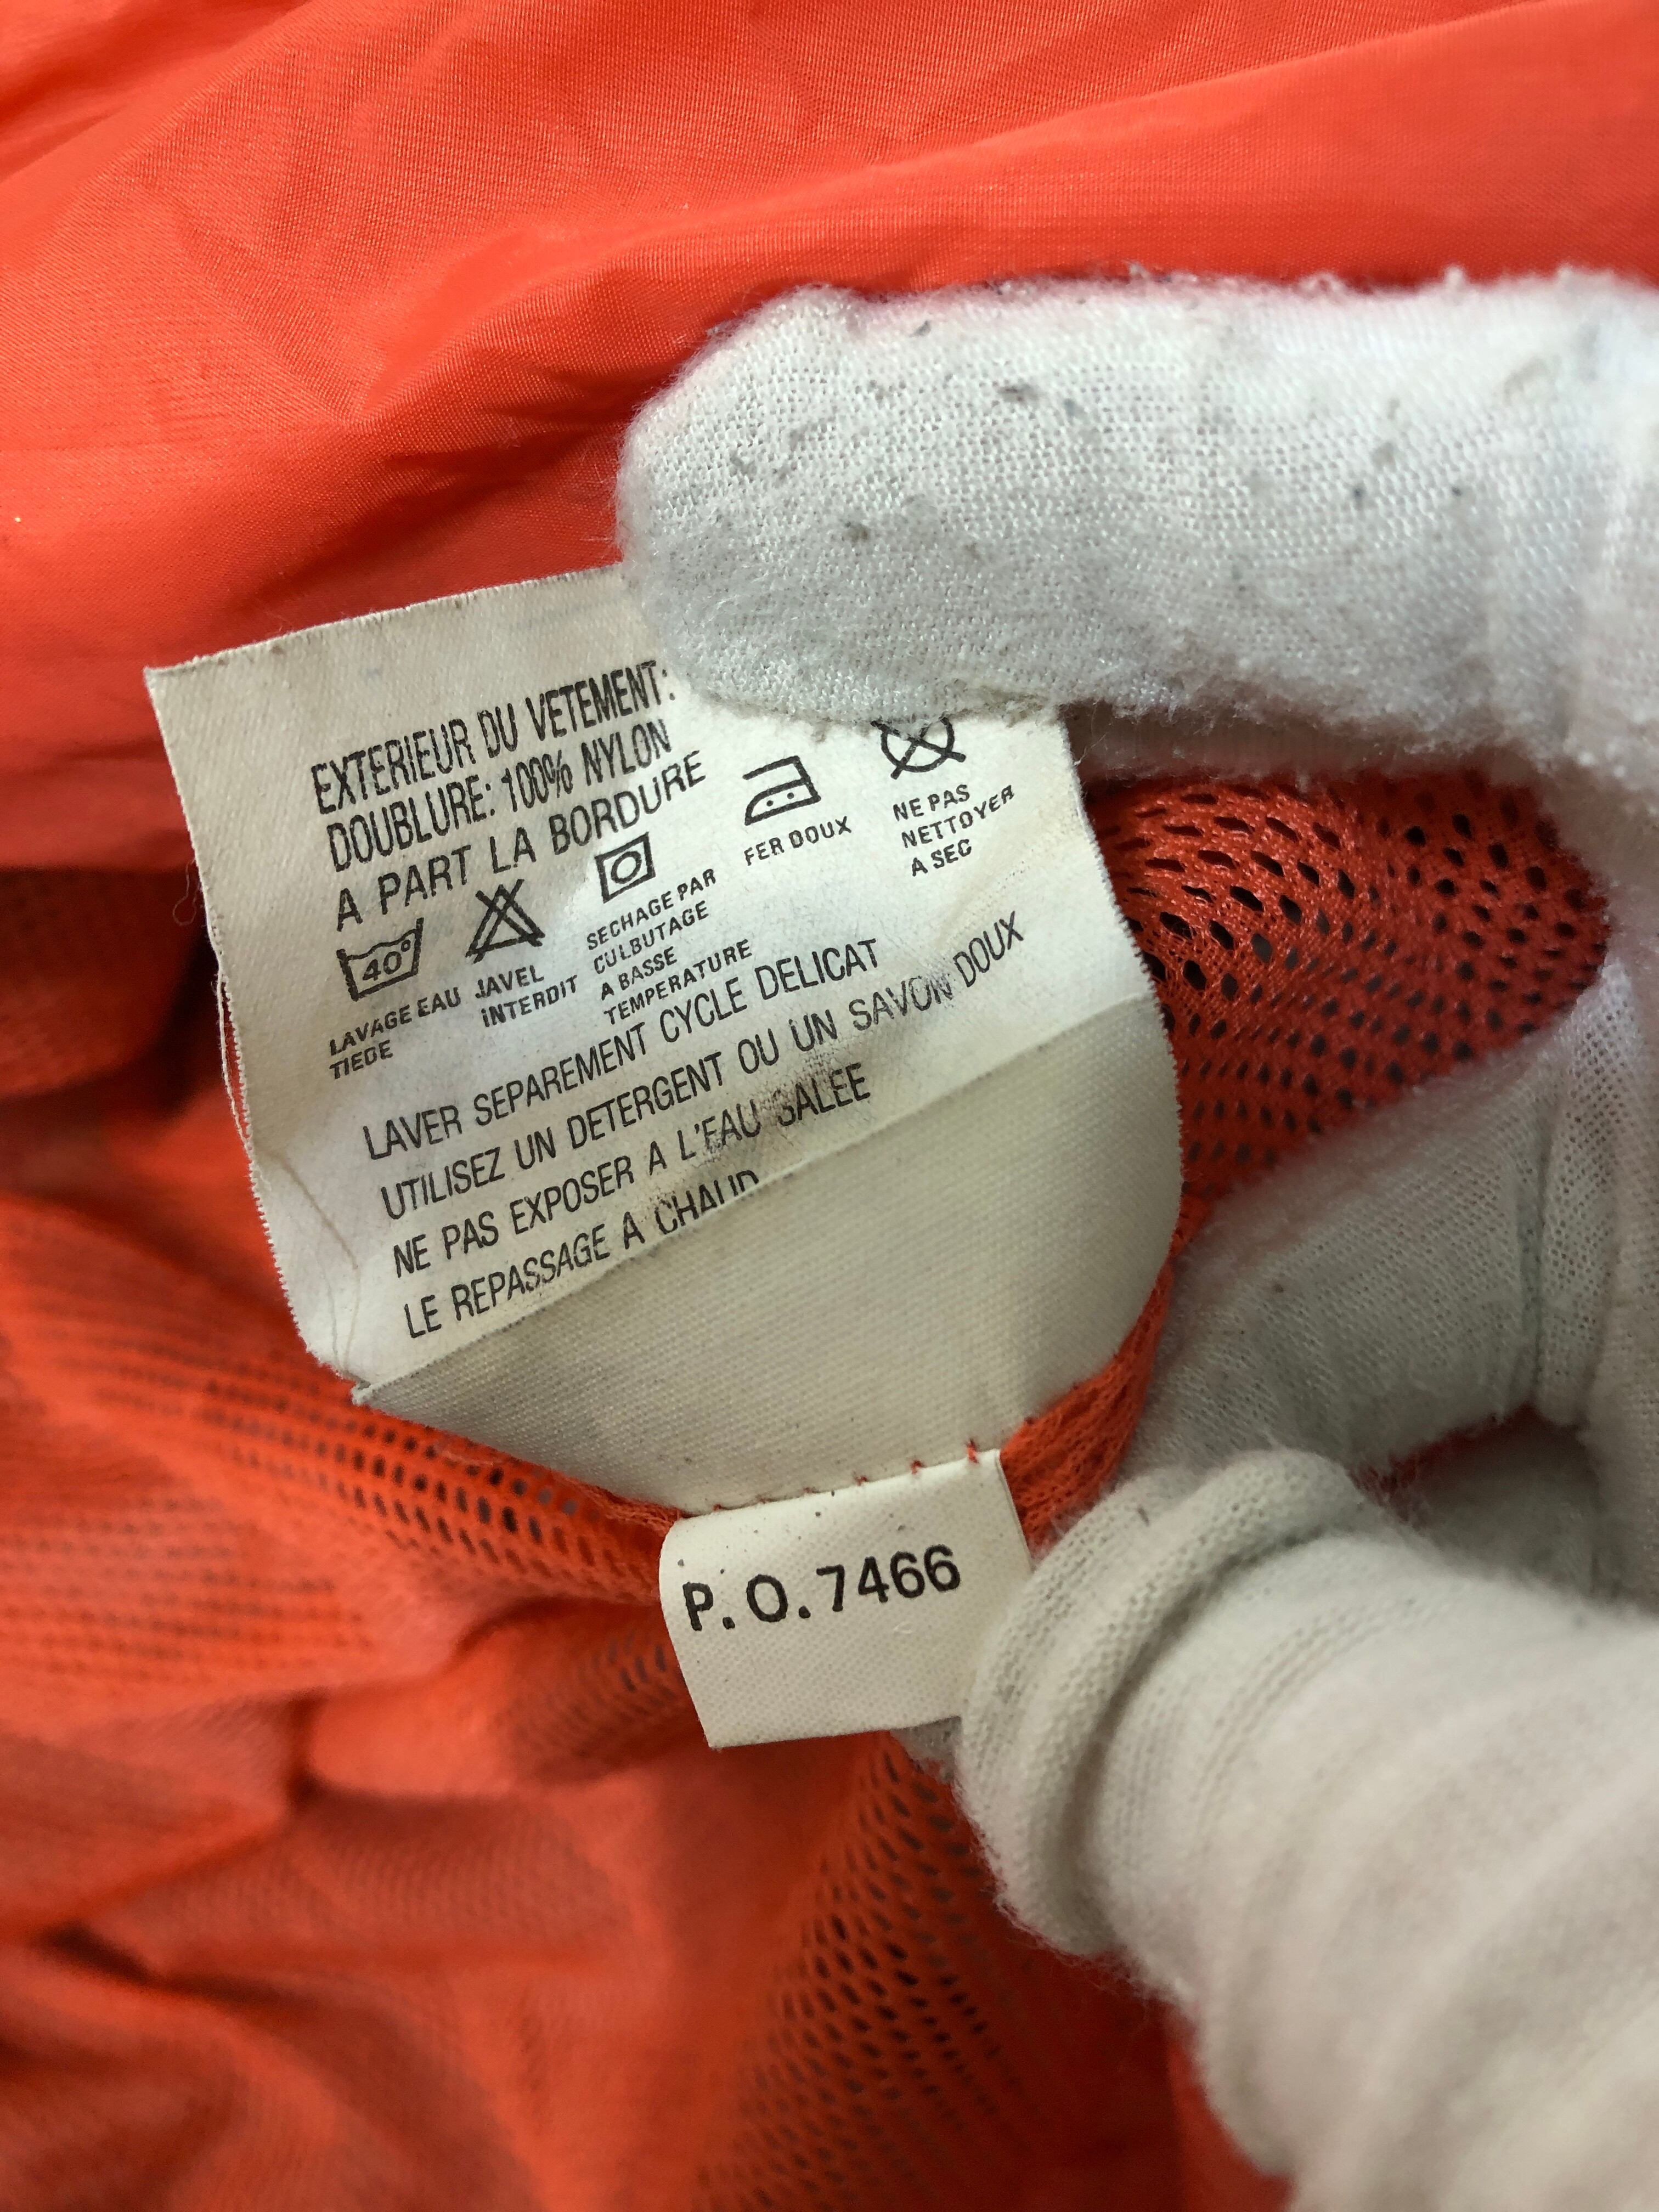 EXTERIEUR DU VETEMENT:
DOUBLURE: 100% NYLON
A PART LA BORDURE
40°
LAVAGE EAU
TIEDE
JAVEL
INTERDIT
SECHAGE PAR
CULBUTAGE
A BASSE
TEMPERATURE
FER DOUX
NE PAS
NETTOYER
A SEC
LAVER SEPAREMENT CYCLE DELICAT
UTILISEZ UN DETERGENT OU UN SAVON DOUX
NE PAS EXPOSER A L'EAU SALEE
LE REPASSAGE A CHAUD
P.O.7466